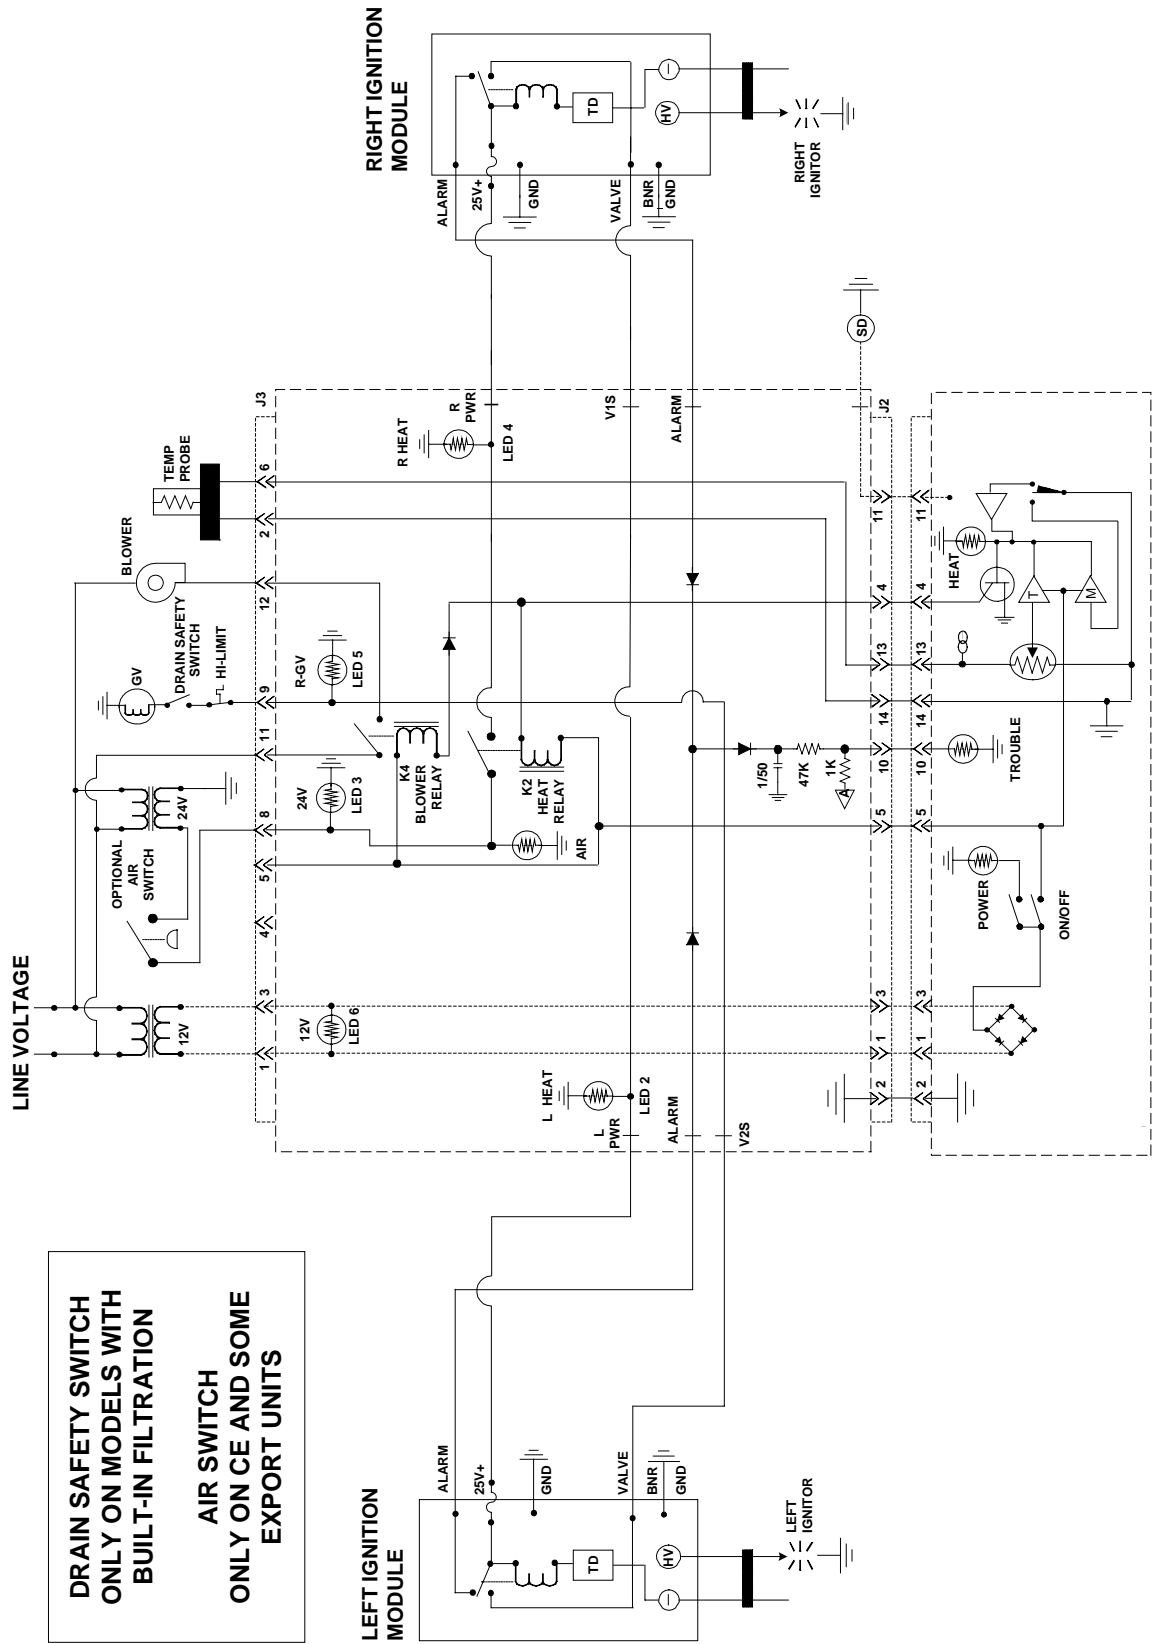 LINE VOLTAGE
12V
OPTIONAL
AIR
SWITCH
24V
GV
DRAIN SAFETY
SWITCH
HI-LIMIT
BLOWER
TEMP
PROBE
1
3
4
5
8
11
9
12
2
6
J3
12V
LED 6
24V
LED 3
R-GV
LED 5
K4
BLOWER
RELAY
K2
HEAT
RELAY
AIR
R HEAT
LED 4
R
PWR
V1S
ALARM
L HEAT
LED 2
L
PWR
ALARM
V2S
1/50
47K
1K
A
2
1
3
5
10
14
13
4
11
J2
2
1
3
5
10
14
13
4
11
SD
POWER
ON/OFF
TROUBLE
HEAT
T
M
RIGHT IGNITION
MODULE
ALARM
25V+
GND
VALVE
BNR
GND
TD
HV
I
RIGHT
IGNITOR
LEFT IGNITION
MODULE
ALARM
25V+
GND
VALVE
BNR
GND
TD
HV
I
LEFT
IGNITOR
DRAIN SAFETY SWITCH
ONLY ON MODELS WITH
BUILT-IN FILTRATION
AIR SWITCH
ONLY ON CE AND SOME
EXPORT UNITS